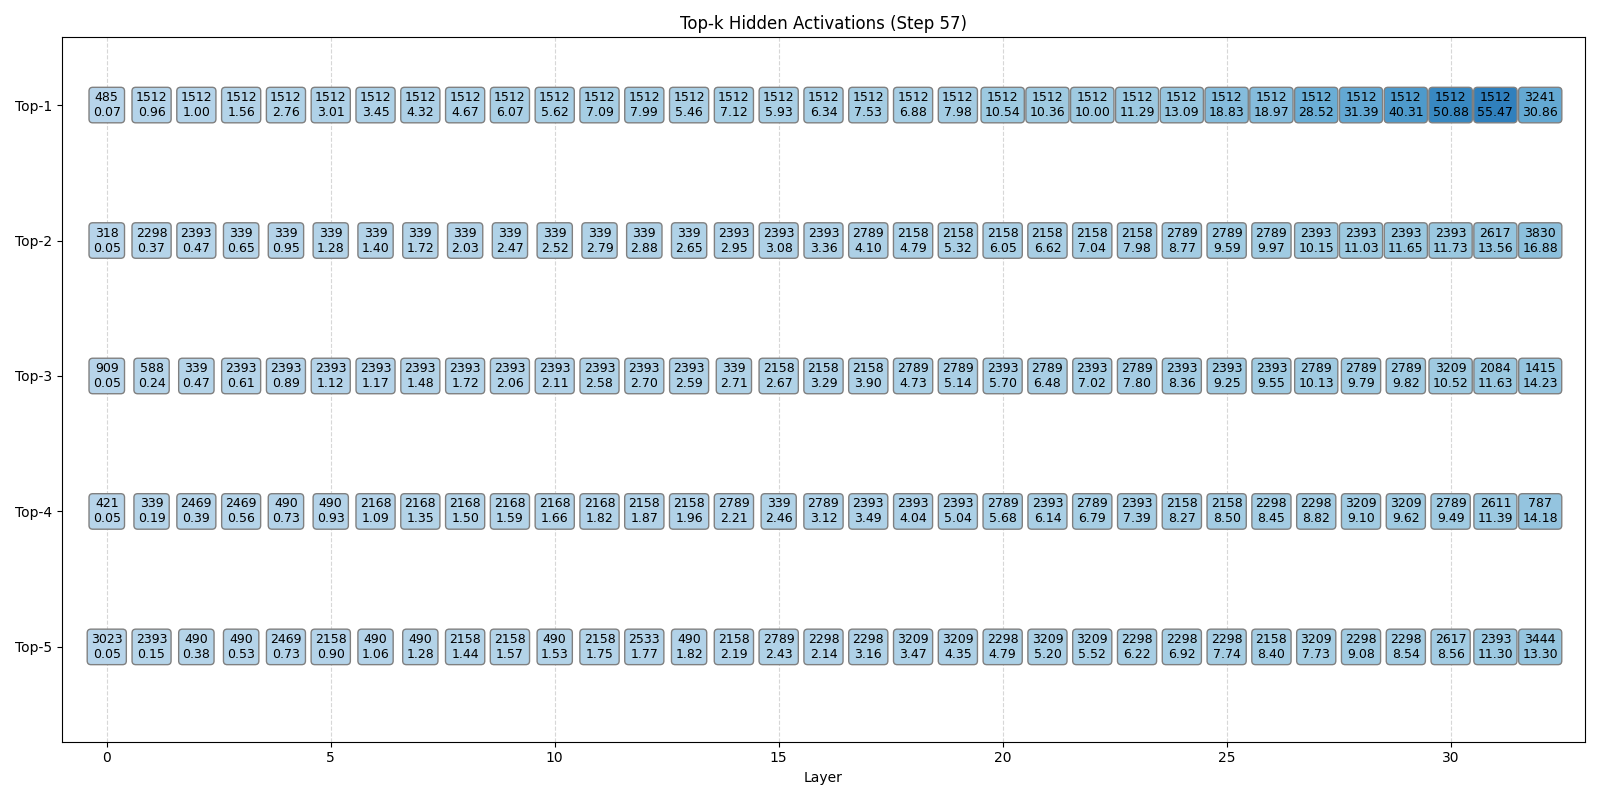 Top-k Hidden Activations (Step 57)
Top-1
485 1512 1512 1512 1512 1512 1512 1512 1512 1512 1512 1512 1512 1512 1512 1512 1512 1512 1512 1512 1512 1512 1512 1512 1512 1512 1512 1512 1512 1512 1512 1512 3241
0.07 0.96 1.00 1.56 2.76 3.01 3.45 4.32 4.67 6.07 5.62 7.09 7.99 5.46 7.12 5.93 6.34 7.53 6.88 7.98 10.54 10.36 10.00 11.29 13.09 18.83 18.97 28.52 31.39 40.31 50.88 55.47 30.86
Top-2
318 2298 2393 339 339 339 339 339 339 339 339 339 339 339 2393 2393 2393 2789 2158 2158 2158 2158 2158 2158 2789 2789 2789 2393 2393 2393 2393 2617 3830
0.05 0.37 0.47 0.65 0.95 1.28 1.40 1.72 2.03 2.47 2.52 2.79 2.88 2.65 2.95 3.08 3.36 4.10 4.79 5.32 6.05 6.62 7.04 7.98 8.77 9.59 9.97 10.15 11.03 11.65 11.73 13.56 16.88
Top-3
909 588 339 2393 2393 2393 2393 2393 2393 2393 2393 2393 2393 2393 339 2158 2158 2158 2789 2789 2393 2789 2393 2789 2393 2393 2393 2789 2789 2789 3209 2084 1415
0.05 0.24 0.47 0.61 0.89 1.12 1.17 1.48 1.72 2.06 2.11 2.58 2.70 2.59 2.71 2.67 3.29 3.90 4.73 5.14 5.70 6.48 7.02 7.80 8.36 9.25 9.55 10.13 9.79 9.82 10.52 11.63 14.23
Top-4
421 339 2469 2469 490 490 2168 2168 2168 2168 2168 2168 2158 2158 2789 339 2789 2393 2393 2393 2789 2393 2789 2393 2158 2158 2298 2298 3209 3209 2789 2611 787
0.05 0.19 0.39 0.56 0.73 0.93 1.09 1.35 1.50 1.59 1.66 1.82 1.87 1.96 2.21 2.46 3.12 3.49 4.04 5.04 5.68 6.14 6.79 7.39 8.27 8.50 8.45 8.82 9.10 9.62 9.49 11.39 14.18
Top-5
3023 2393 490 490 2469 2158 490 490 2158 2158 490 2158 2533 490 2158 2789 2298 2298 3209 3209 2298 3209 3209 2298 2298 2298 2158 3209 2298 2298 2617 2393 3444
0.05 0.15 0.38 0.53 0.73 0.90 1.06 1.28 1.44 1.57 1.53 1.75 1.77 1.82 2.19 2.43 2.14 3.16 3.47 4.35 4.79 5.20 5.52 6.22 6.92 7.74 8.40 7.73 9.08 8.54 8.56 11.30 13.30
0 5 10 15 20 25 30
Layer